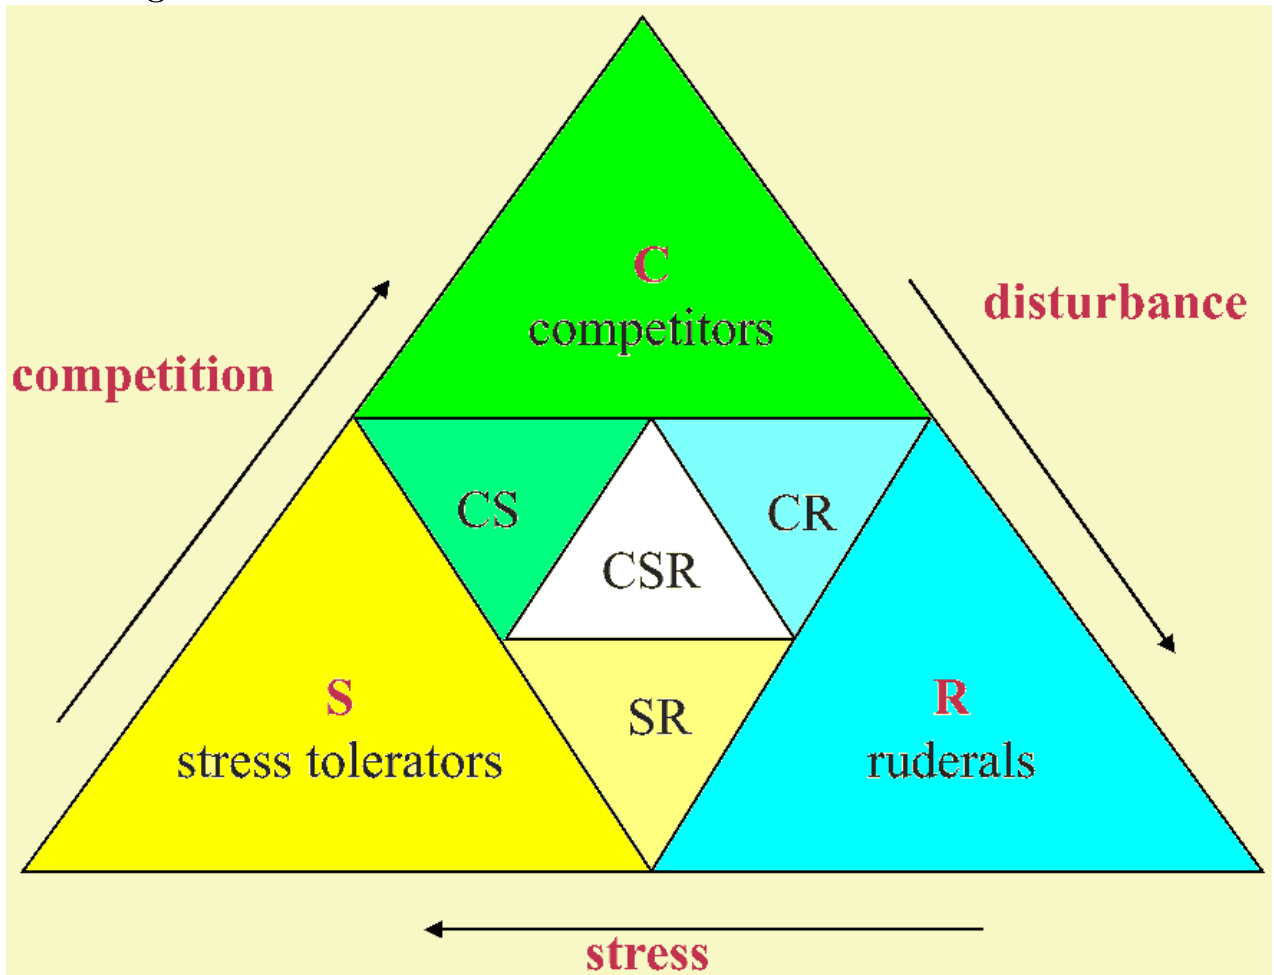 C
competitors
disturbance
competition
CS
CR
CSR
S
stress tolerators
SR
R
ruderals
stress